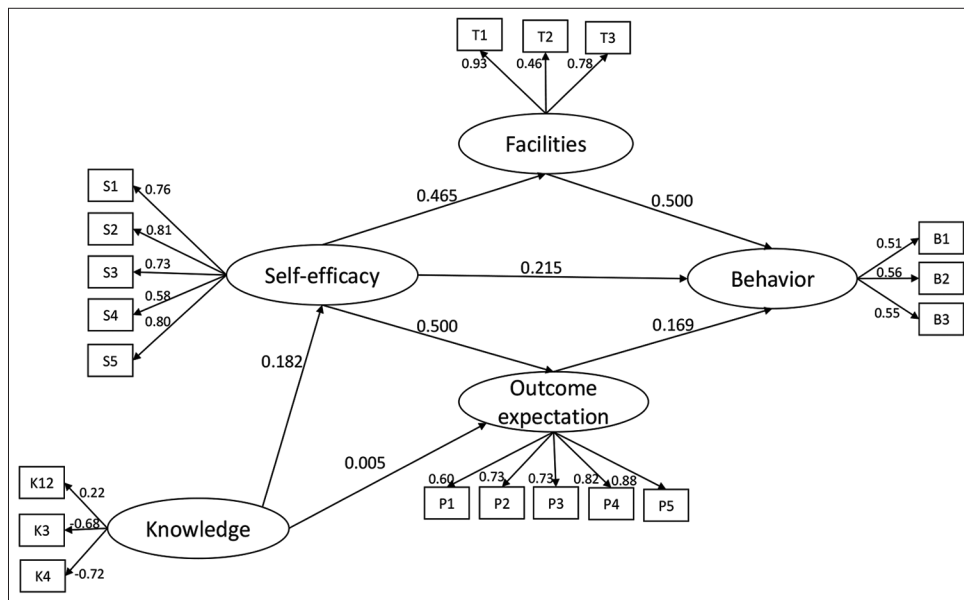 T1
T2
T3
0.93
0.46
0.78
Facilities
S1
0.76
S2
0.81
S3
0.73
S4
0.58
S5
0.80
0.465
0.500
Self-efficacy
0.215
Behavior
B1
0.51
B2
0.56
B3
0.55
0.182
0.500
0.169
Outcome
expectation
0.005
0.60
0.73
0.73
0.82
0.88
P1
P2
P3
P4
P5
K12
0.22
K3
-0.68
K4
-0.72
Knowledge